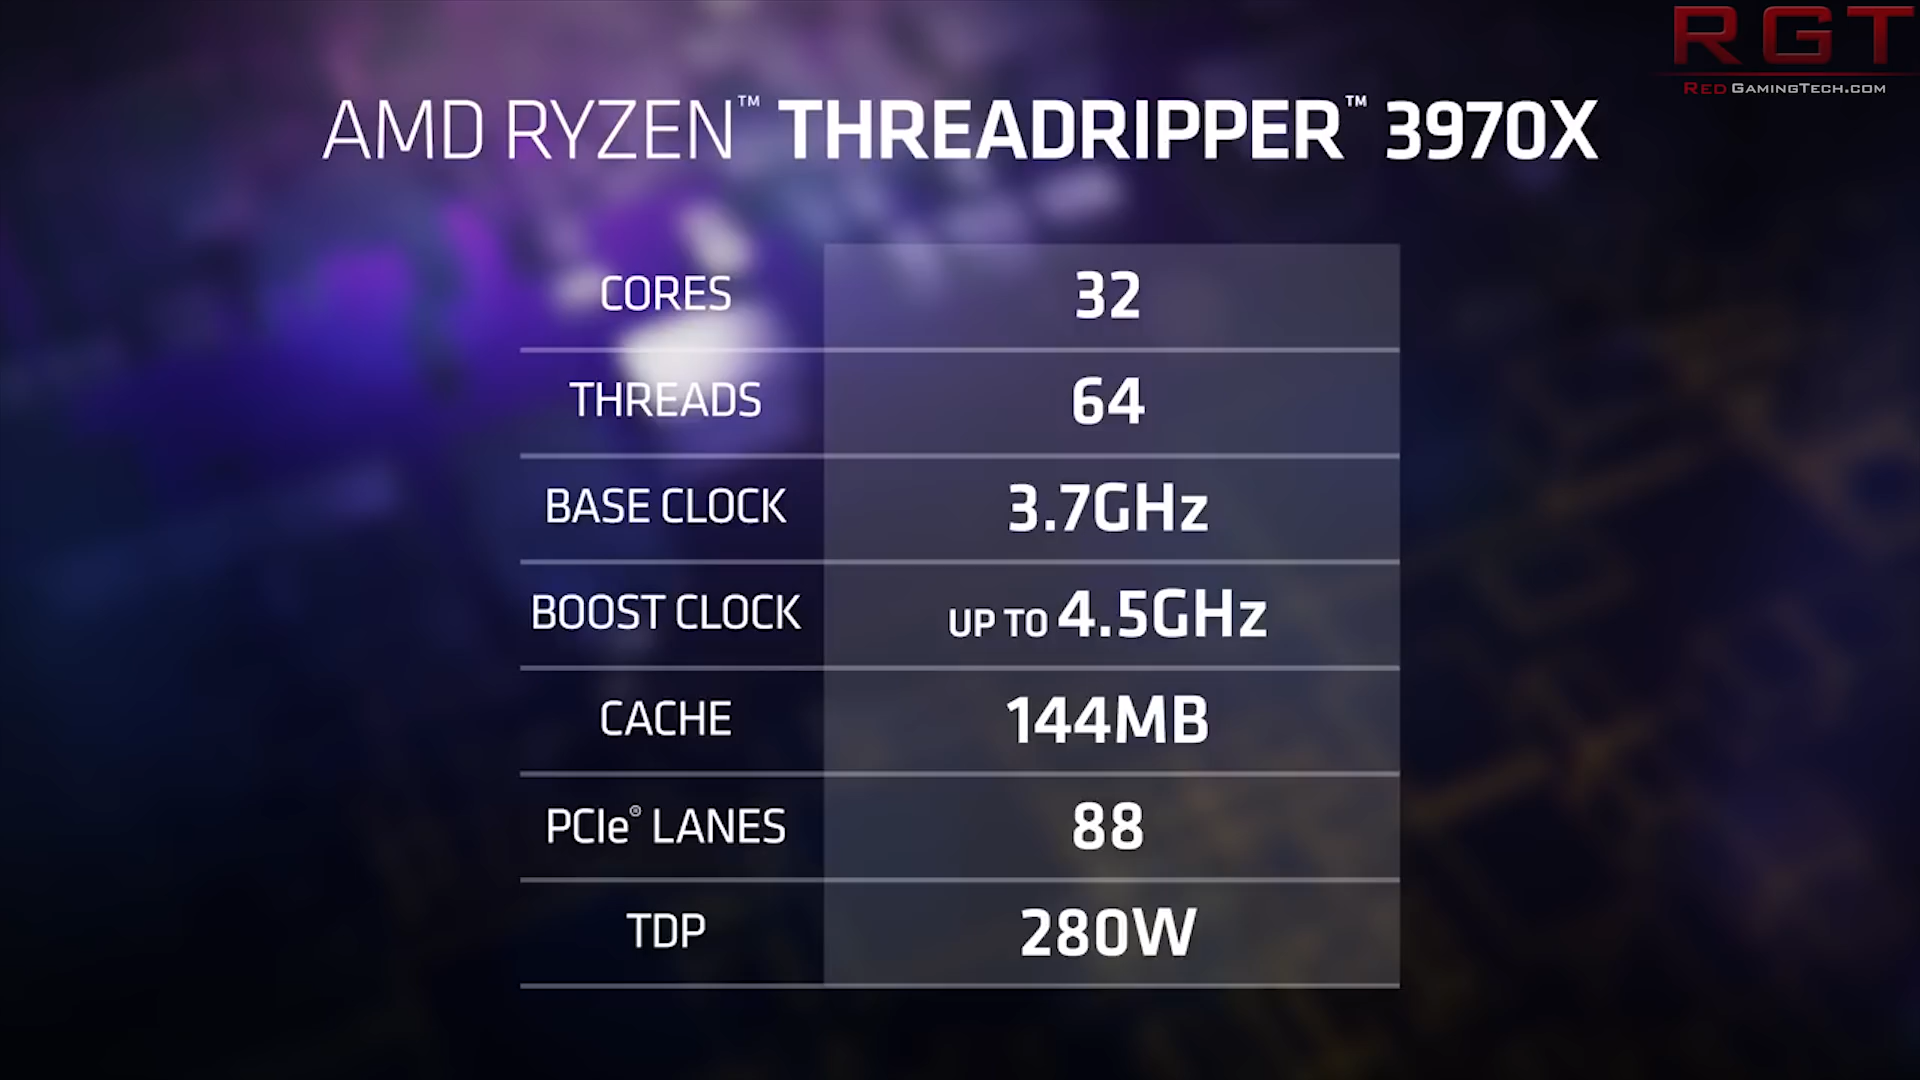 RGT
RED GAMINGTECH.COM
AMD RYZEN™ THREADRIPPER™ 3970X
CORES 32
THREADS 64
BASE CLOCK 3.7GHz
BOOST CLOCK UP TO 4.5GHz
CACHE 144MB
PCIe® LANES 88
TDP 280W